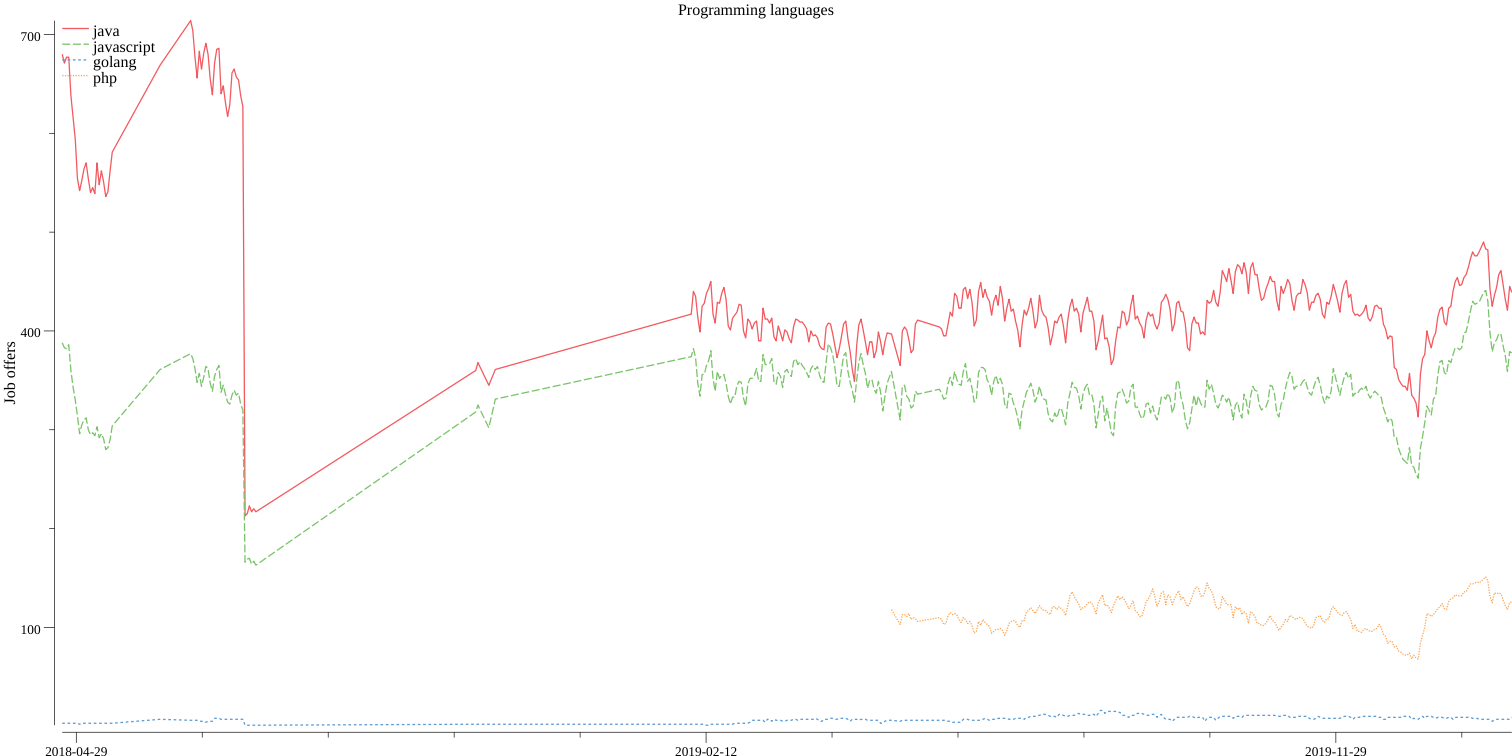 Programming languages
java
javascript
golang
php
Job offers
700
400
100
2018-04-29
2019-02-12
2019-11-29